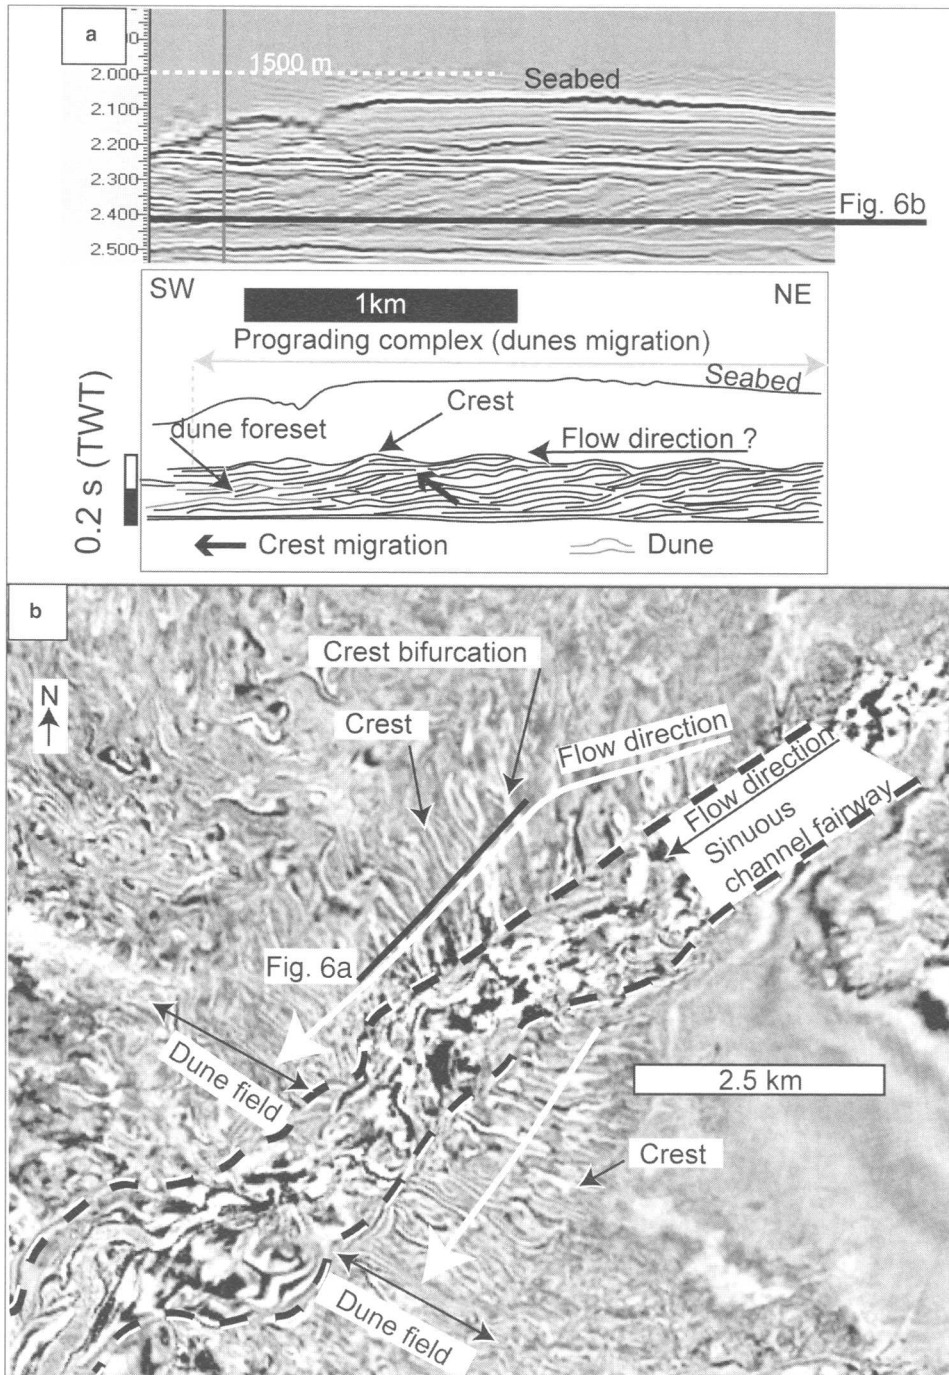 a
00
2.000
1500 m
Seabed
2.100
2.200
2.300
2.400
Fig. 6b
2.500
SW
NE
1km
Prograding complex (dunes migration)
Seabed
Crest
dune foreset
Flow direction ?
0.2 s (TWT)
Crest migration
Dune
b
Crest bifurcation
N
Crest
Flow direction
Flow direction
Sinuous
channel fairway
Fig. 6a
Dune field
2.5 km
Crest
Dune field